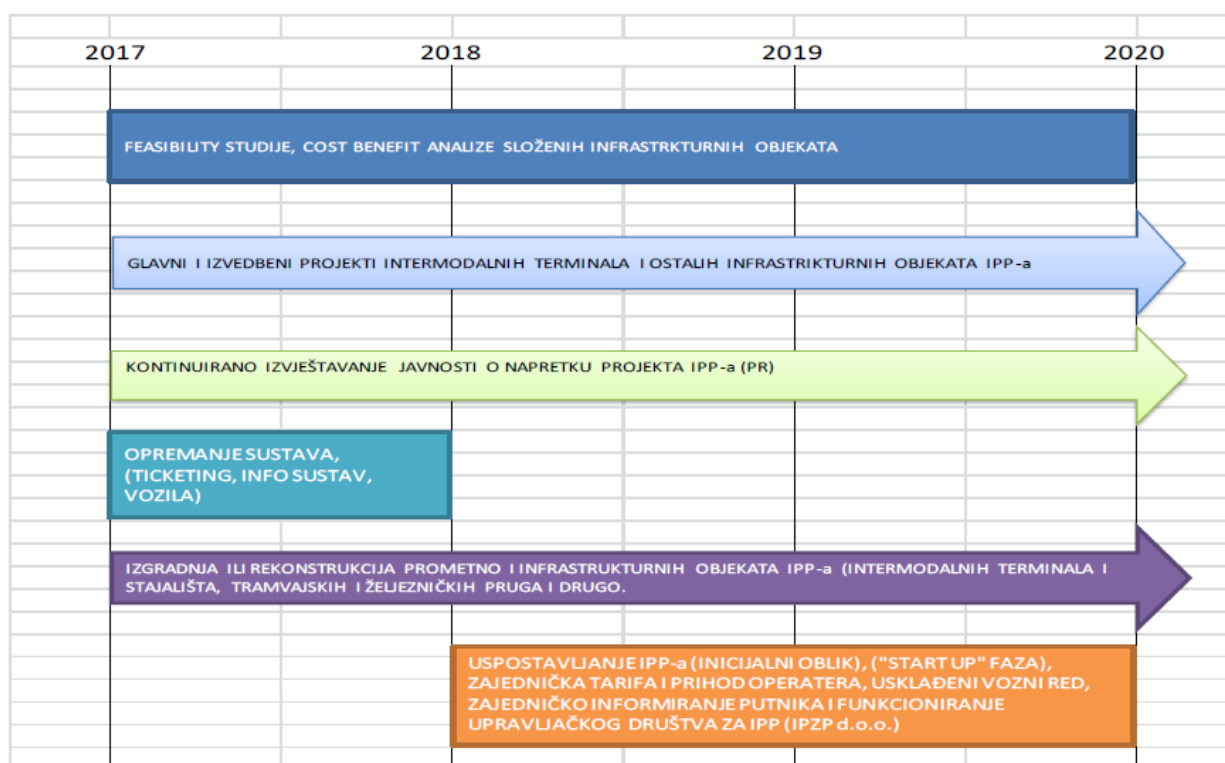 2017 2018 2019 2020
FEASIBILITY STUDIJE, COST BENEFIT ANALIZE SLOŽENIH INFRASTRKTURNIH OBJEKATA
GLAVNI I IZVEDBENI PROJEKTI INTERMODALNIH TERMINALA I OSTALIH INFRASTRIKTURNIH OBJEKATA IPP-a
KONTINUIRANO IZVJEŠTAVANJE JAVNOSTI O NAPRETKU PROJEKTA IPP-a (PR)
OPREMANJE SUSTAVA,
(TICKETING, INFO SUSTAV,
VOZILA)
IZGRADNJA ILI REKONSTRUKCIJA PROMETNO I INFRASTRUKTURNIH OBJEKATA IPP-a (INTERMODALNIH TERMINALA I
STAJALIŠTA, TRAMVAJSKIH I ŽELJEZNIČKIH PRUGA I DRUGO.
USPOSTAVLJANJE IPP-a (INICIJALNI OBLIK), ("START UP" FAZA),
ZAJEDNIČKA TARIFA I PRIHOD OPERATERA, USKLAĐENI VOZNI RED,
ZAJEDNIČKO INFORMIRANJE PUTNIKA I FUNKCIONIRANJE
UPRAVLJAČKOG DRUŠTVA ZA IPP (IPZP d.o.o.)